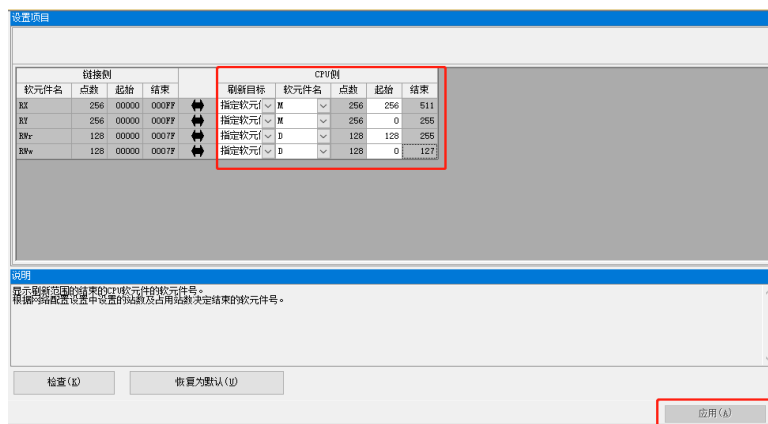 设置项目
链接侧 CPU侧
软元件名 点数 起始 结束 刷新目标 软元件名 点数 起始 结束
RX 256 00000 000FF 指定软元件 M 256 256 511
RY 256 00000 000FF 指定软元件 M 256 0 255
RWr 128 00000 0007F 指定软元件 D 128 128 255
RWw 128 00000 0007F 指定软元件 D 128 0 127
说明
显示刷新范围的结束的CPU软元件的软元件号。
根据网络配置设置中设置的站数及占用站数决定结束的软元件号。
检查(K) 恢复为默认(U)
应用(A)